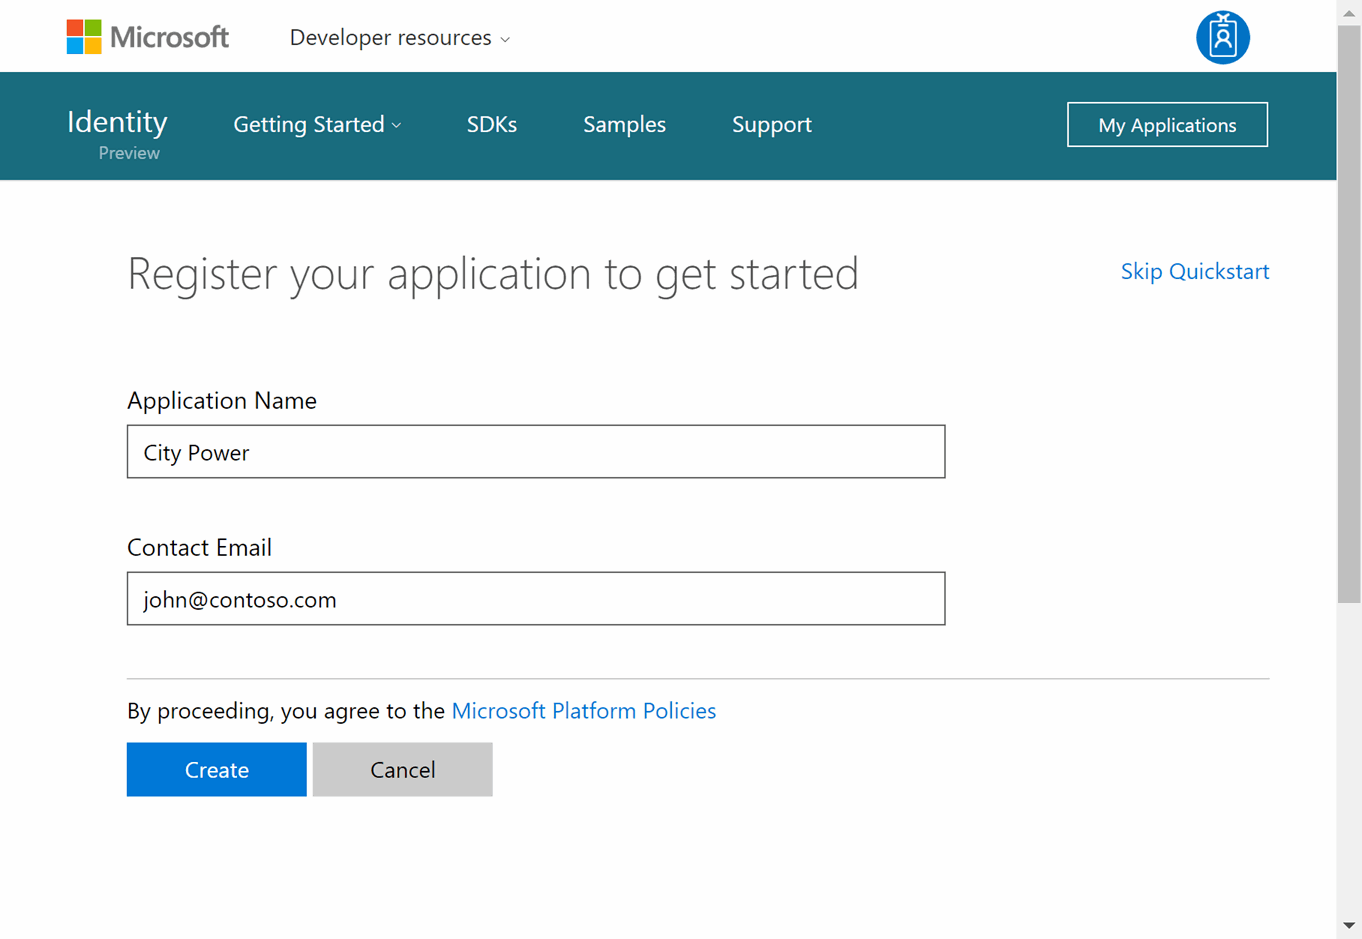 Microsoft Developer resources
Identity Getting Started SDKs Samples Support My Applications
Preview
Register your application to get started Skip Quickstart
Application Name
City Power
Contact Email
john@contoso.com
By proceeding, you agree to the Microsoft Platform Policies
Create Cancel